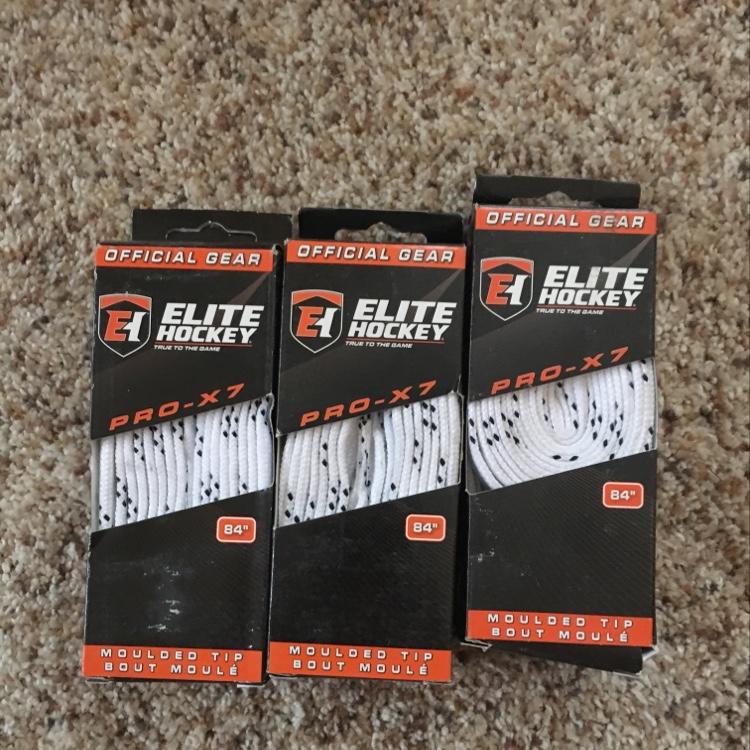 OFFICIAL GEAR
EH ELITE
HOCKEY
TRUE TO THE GAME
PRO-X7
84"
MOULDED TIP
BOUT MOULÉ
OFFICIAL GEAR
EH ELITE
HOCKEY
TRUE TO THE GAME
PRO-X7
84"
MOULDED TIP
BOUT MOULÉ
OFFICIAL GEAR
EH ELITE
HOCKEY
TRUE TO THE GAME
PRO-X7
84"
MOULDED TIP
BOUT MOULÉ